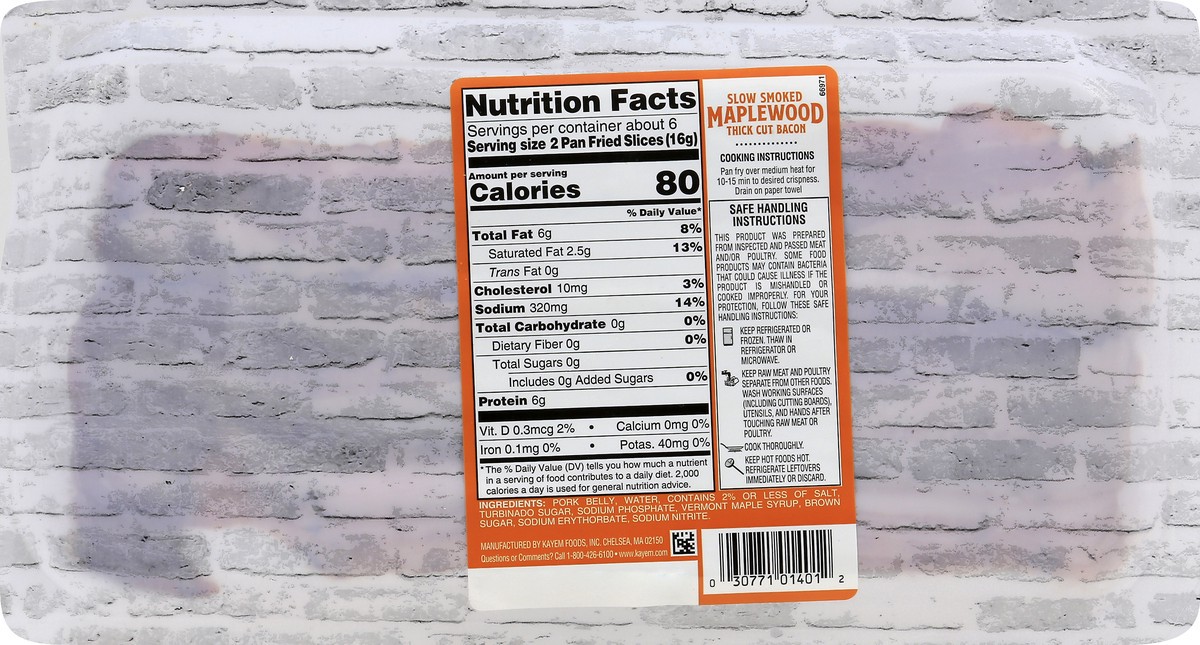 Nutrition Facts
Servings per container about 6
Serving size 2 Pan Fried Slices (16g)
Amount per serving
Calories 80
% Daily Value*
Total Fat 6g 8%
Saturated Fat 2.5g 13%
Trans Fat 0g
Cholesterol 10mg 3%
Sodium 320mg 14%
Total Carbohydrate 0g 0%
Dietary Fiber 0g 0%
Total Sugars 0g
Includes 0g Added Sugars 0%
Protein 6g
Vit. D 0.3mcg 2% • Calcium 0mg 0%
Iron 0.1mg 0% • Potas. 40mg 0%
*The % Daily Value (DV) tells you how much a nutrient
in a serving of food contributes to a daily diet. 2,000
calories a day is used for general nutrition advice.
66971
SLOW SMOKED
MAPLEWOOD
THICK CUT BACON
COOKING INSTRUCTIONS
Pan fry over medium heat for
10-15 min to desired crispness.
Drain on paper towel
SAFE HANDLING
INSTRUCTIONS
THIS PRODUCT WAS PREPARED
FROM INSPECTED AND PASSED MEAT
AND/OR POULTRY. SOME FOOD
PRODUCTS MAY CONTAIN BACTERIA
THAT COULD CAUSE ILLNESS IF THE
PRODUCT IS MISHANDLED OR
COOKED IMPROPERLY. FOR YOUR
PROTECTION, FOLLOW THESE SAFE
HANDLING INSTRUCTIONS:
KEEP REFRIGERATED OR
FROZEN. THAW IN
REFRIGERATOR OR
MICROWAVE.
KEEP RAW MEAT AND POULTRY
SEPARATE FROM OTHER FOODS.
WASH WORKING SURFACES
(INCLUDING CUTTING BOARDS),
UTENSILS, AND HANDS AFTER
TOUCHING RAW MEAT OR
POULTRY.
COOK THOROUGHLY.
KEEP HOT FOODS HOT.
REFRIGERATE LEFTOVERS
IMMEDIATELY OR DISCARD.
INGREDIENTS: PORK BELLY, WATER, CONTAINS 2% OR LESS OF SALT,
TURBINADO SUGAR, SODIUM PHOSPHATE, VERMONT MAPLE SYRUP, BROWN
SUGAR, SODIUM ERYTHORBATE, SODIUM NITRITE.
MANUFACTURED BY KAYEM FOODS, INC. CHELSEA, MA 02150
Questions or Comments? Call 1-800-426-6100 • www.kayem.com
0 30771 01401 2